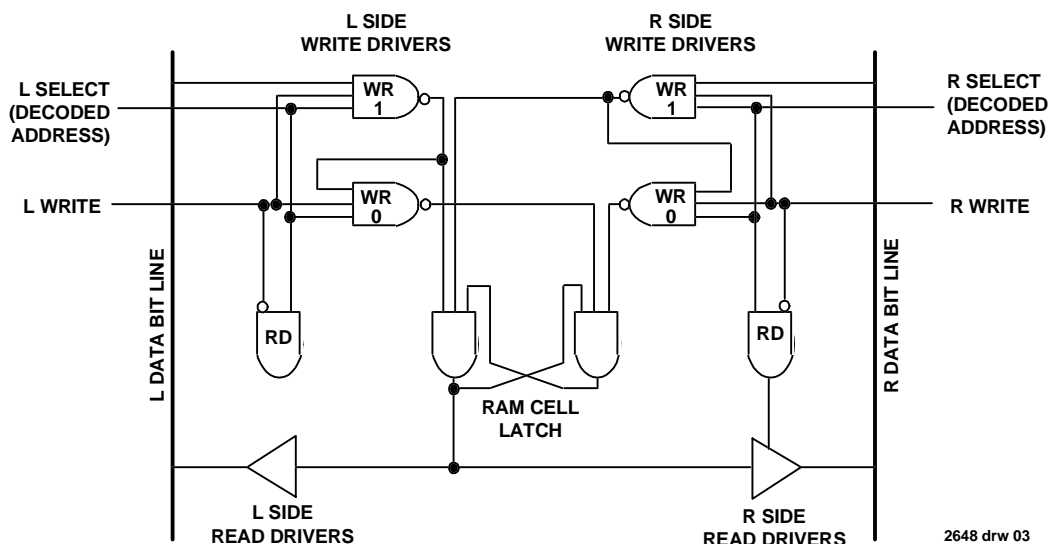 L SIDE
WRITE DRIVERS
R SIDE
WRITE DRIVERS
L SELECT
(DECODED
ADDRESS)
WR
1
WR
1
R SELECT
(DECODED
ADDRESS)
L WRITE
WR
0
WR
0
R WRITE
L DATA BIT LINE
RD
RD
R DATA BIT LINE
RAM CELL
LATCH
L SIDE
READ DRIVERS
R SIDE
READ DRIVERS
2648 drw 03